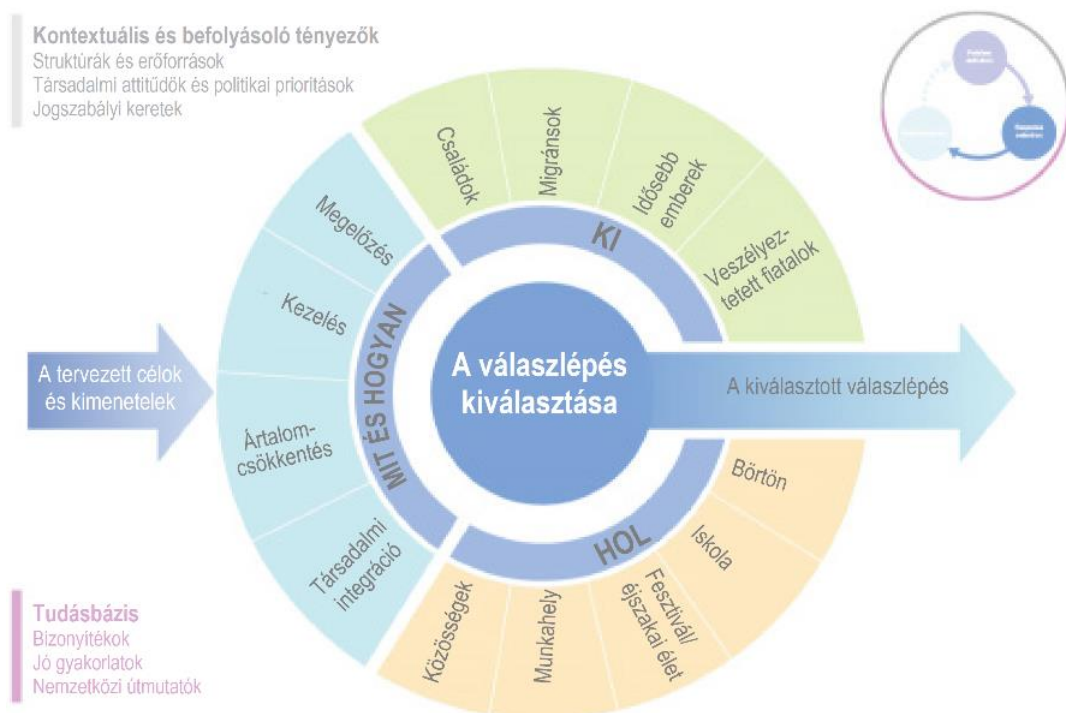 Kontextuális és befolyásoló tényezők
Struktúrák és erőforrások
Társadalmi attitűdök és politikai prioritások
Jogszabályi keretek
Családok
Migránsok
Idősebb
emberek
Veszélyez-
tetett fiatalok
KI
Megelőzés
Kezelés
Ártalom-
csökkentés
Társadalmi
integráció
MIT ÉS HOGYAN
A tervezett célok
és kimenetelek
A válaszlépés
kiválasztása
A kiválasztott válaszlépés
HOL
Börtön
Iskola
Fesztivál/
éjszakai élet
Munkahely
Közösségek
Tudásbázis
Bizonyítékok
Jó gyakorlatok
Nemzetközi útmutatók